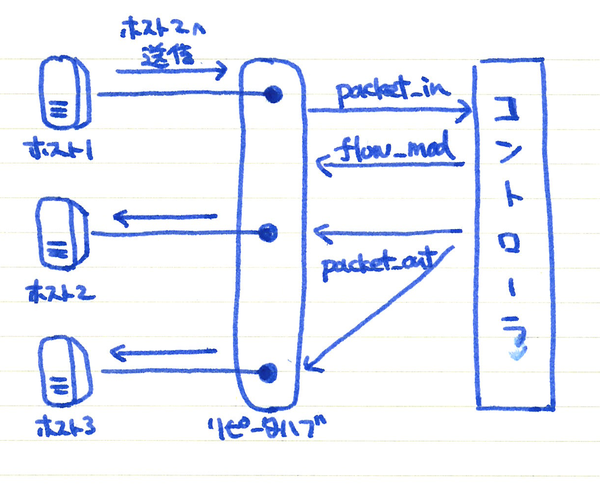 ホスト2へ
送信
ホスト1
packet_in
flow_mod
ホスト2
packet_out
ホスト3
"リピータハブ"
コントローラ